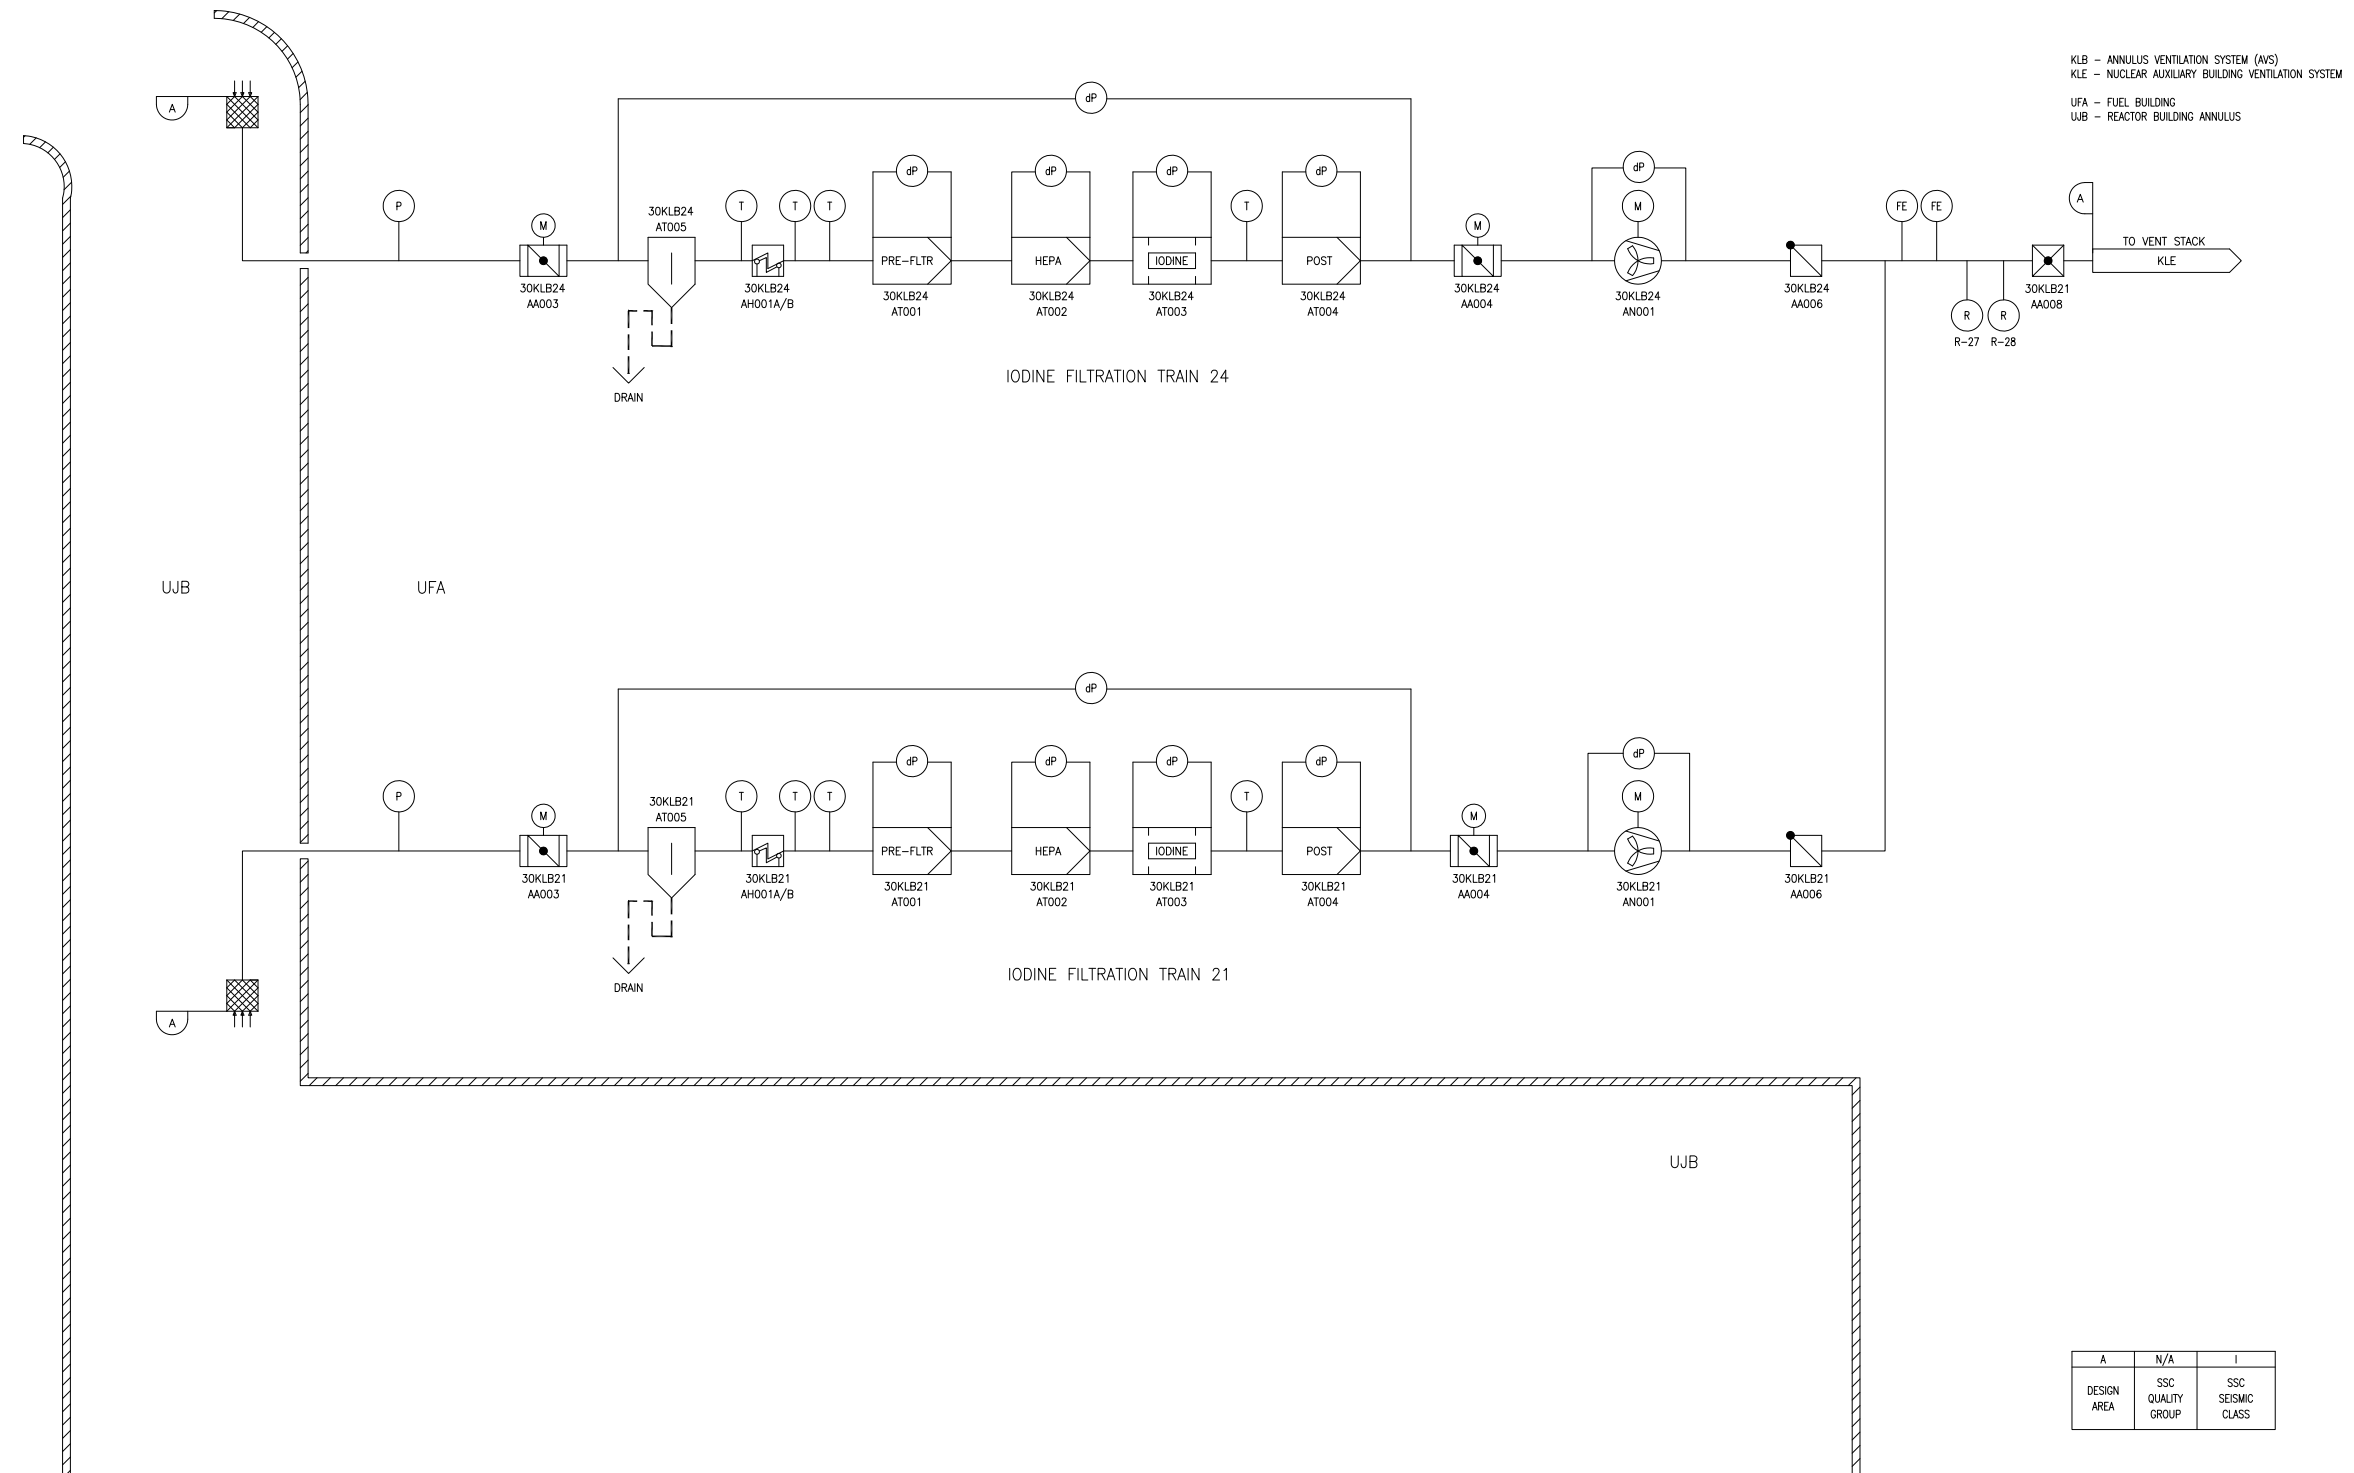 KLB – ANNULUS VENTILATION SYSTEM (AVS)
KLE – NUCLEAR AUXILIARY BUILDING VENTILATION SYSTEM
UFA – FUEL BUILDING
UJB – REACTOR BUILDING ANNULUS
A
dP
dP
dP
dP
dP
dP
P
M
30KLB24
AT005
T
T
T
T
M
M
FE
FE
A
TO VENT STACK
KLE
PRE–FLTR
HEPA
IODINE
POST
30KLB24
AA003
30KLB24
AH001A/B
30KLB24
AT001
30KLB24
AT002
30KLB24
AT003
30KLB24
AT004
30KLB24
AA004
30KLB24
AN001
30KLB24
AA006
30KLB21
AA008
R
R
R–27
R–28
DRAIN
IODINE FILTRATION TRAIN 24
UJB
UFA
dP
dP
dP
dP
dP
dP
P
M
30KLB21
AT005
T
T
T
T
M
M
PRE–FLTR
HEPA
IODINE
POST
30KLB21
AA003
30KLB21
AH001A/B
30KLB21
AT001
30KLB21
AT002
30KLB21
AT003
30KLB21
AT004
30KLB21
AA004
30KLB21
AN001
30KLB21
AA006
DRAIN
IODINE FILTRATION TRAIN 21
A
UJB
A
N/A
I
DESIGN
AREA
SSC
QUALITY
GROUP
SSC
SEISMIC
CLASS